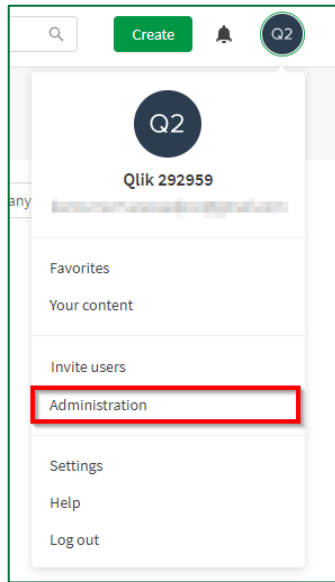 Create
Q2
Q2
Qlik 292959
any
Favorites
Your content
Invite users
Administration
Settings
Help
Log out